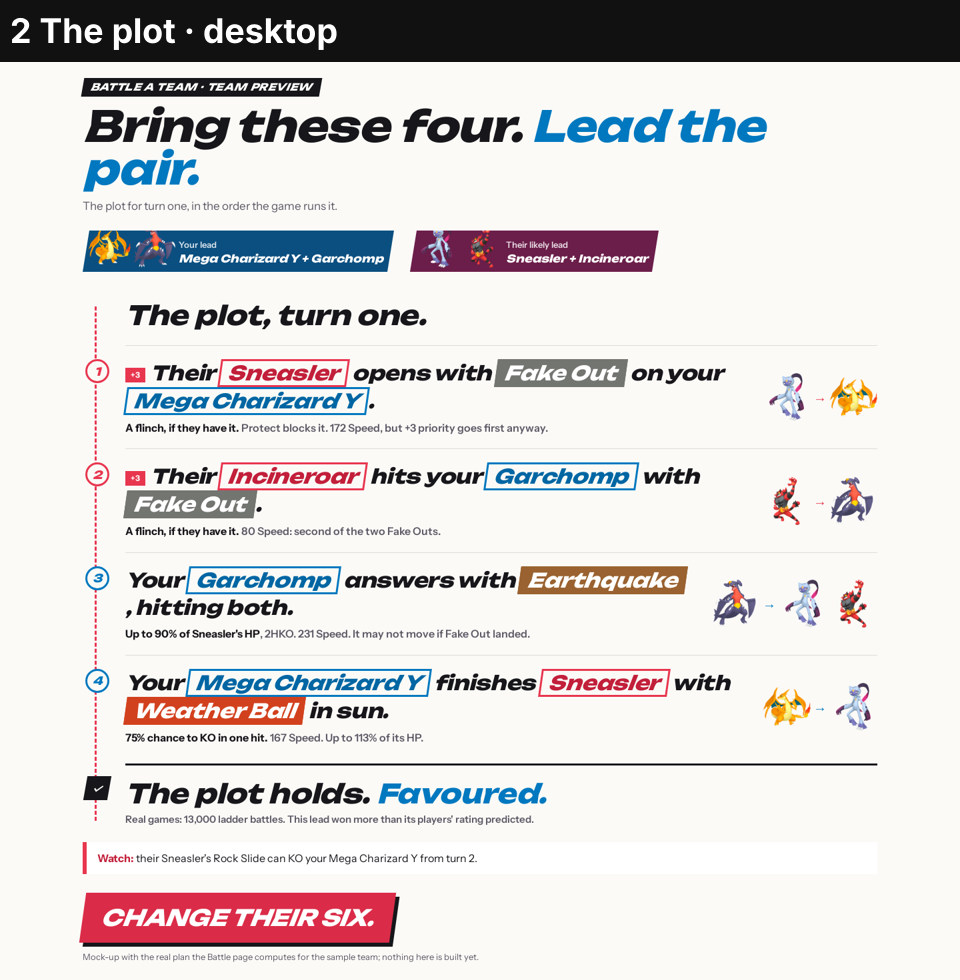 2 The plot · desktop
BATTLE A TEAM · TEAM PREVIEW
Bring these four. Lead the
pair.
The plot for turn one, in the order the game runs it.
Your lead
Mega Charizard Y + Garchomp
Their likely lead
Sneasler + Incineroar
The plot, turn one.
1
+3 Their Sneasler opens with Fake Out on your
Mega Charizard Y.
A flinch, if they have it. Protect blocks it. 172 Speed, but +3 priority goes first anyway.
→
2
+3 Their Incineroar hits your Garchomp with
Fake Out.
A flinch, if they have it. 80 Speed: second of the two Fake Outs.
→
3
Your Garchomp answers with Earthquake
, hitting both.
Up to 90% of Sneasler's HP, 2HKO. 231 Speed. It may not move if Fake Out landed.
→
4
Your Mega Charizard Y finishes Sneasler with
Weather Ball in sun.
75% chance to KO in one hit. 167 Speed. Up to 113% of its HP.
→
The plot holds. Favoured.
Real games: 13,000 ladder battles. This lead won more than its players' rating predicted.
Watch: their Sneasler's Rock Slide can KO your Mega Charizard Y from turn 2.
CHANGE THEIR SIX.
Mock-up with the real plan the Battle page computes for the sample team; nothing here is built yet.